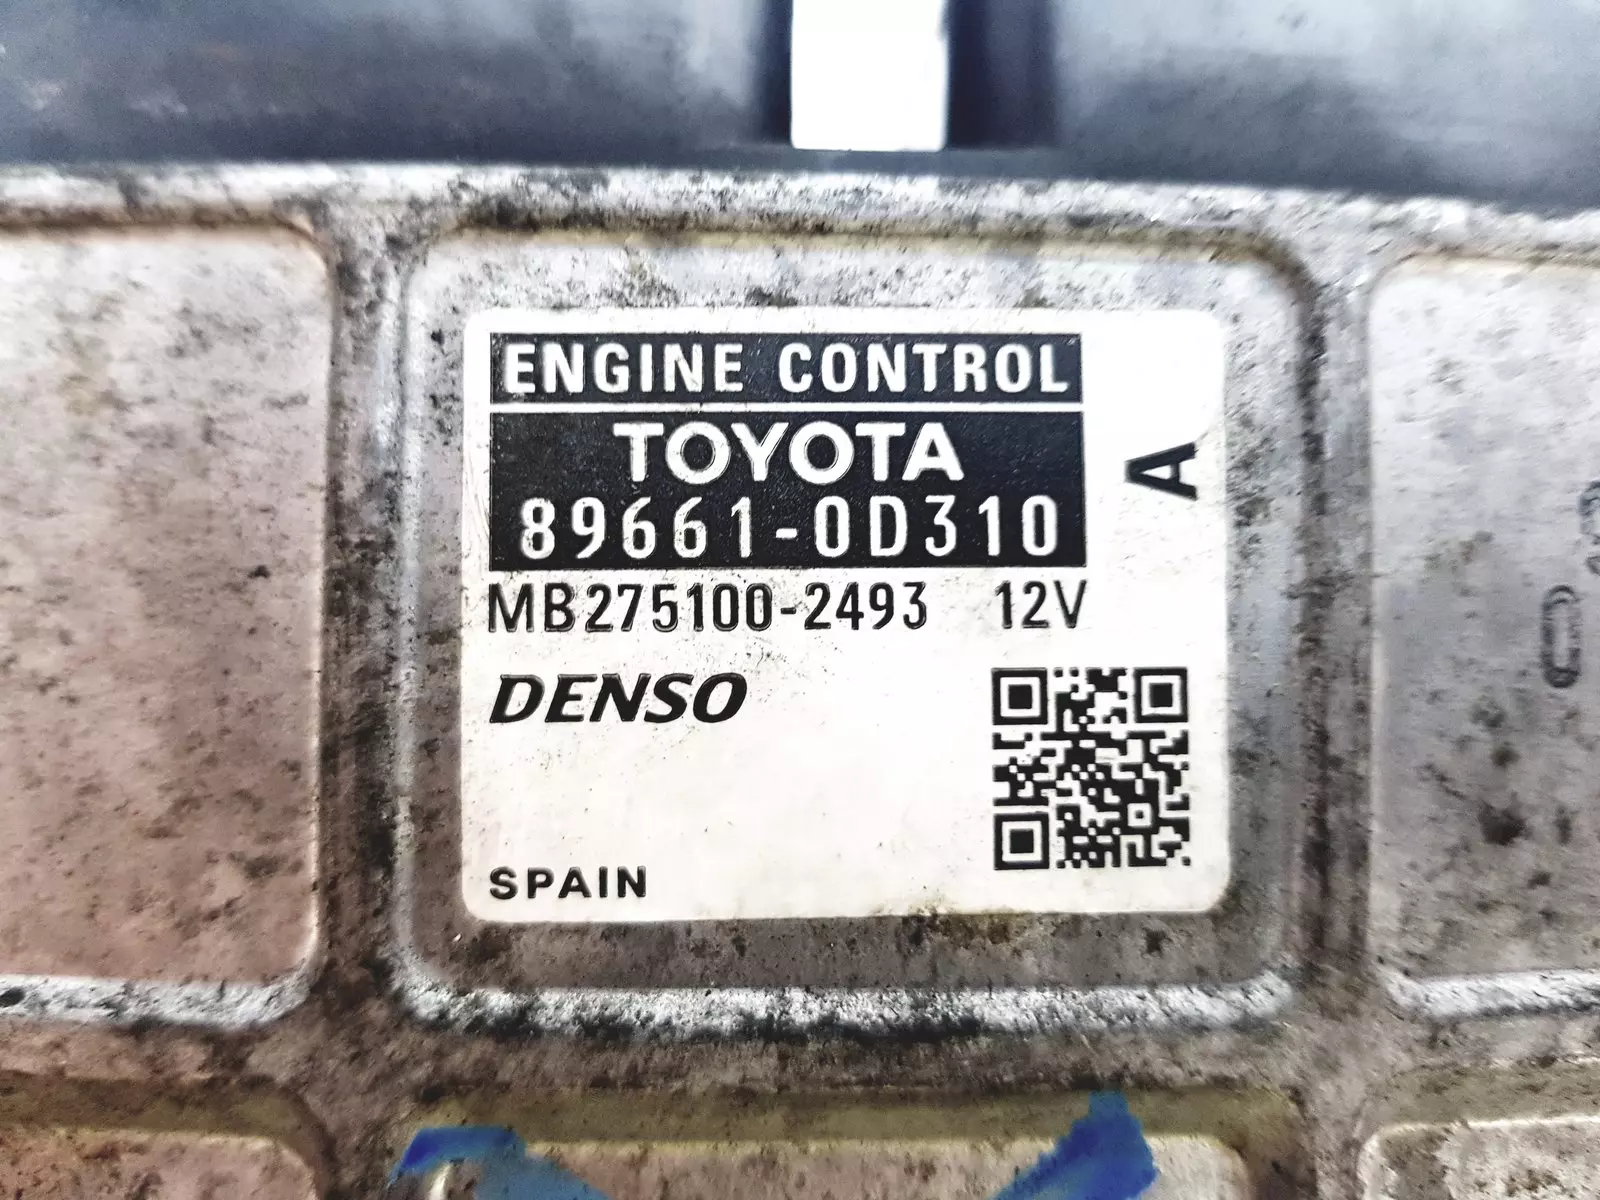 ENGINE CONTROL
TOYOTA
89661-0D310
A
MB275100-2493 12V
DENSO
SPAIN